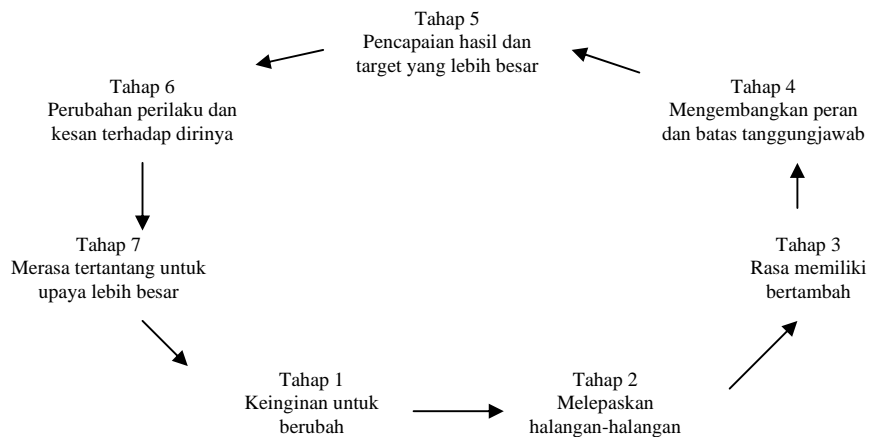 Tahap 5
Pencapaian hasil dan
target yang lebih besar
Tahap 6
Perubahan perilaku dan
kesan terhadap dirinya
Tahap 4
Mengembangkan peran
dan batas tanggungjawab
Tahap 7
Merasa tertantang untuk
upaya lebih besar
Tahap 3
Rasa memiliki
bertambah
Tahap 1
Keinginan untuk
berubah
Tahap 2
Melepaskan
halangan-halangan